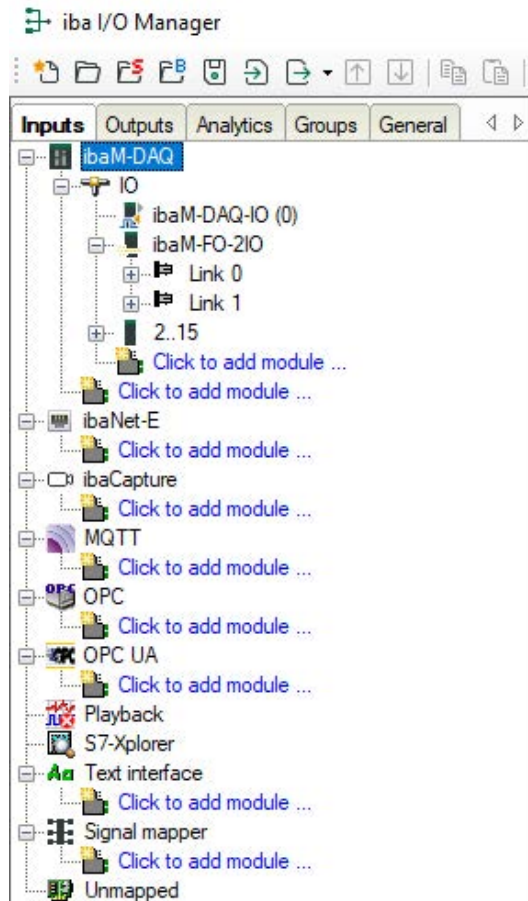 iba I/O Manager
Inputs Outputs Analytics Groups General
ibaM-DAQ
IO
ibaM-DAQ-IO (0)
ibaM-FO-2IO
Link 0
Link 1
2..15
Click to add module ...
Click to add module ...
ibaNet-E
Click to add module ...
ibaCapture
Click to add module ...
MQTT
Click to add module ...
OPC
Click to add module ...
OPC UA
Click to add module ...
Playback
S7-Xplorer
Text interface
Click to add module ...
Signal mapper
Click to add module ...
Unmapped